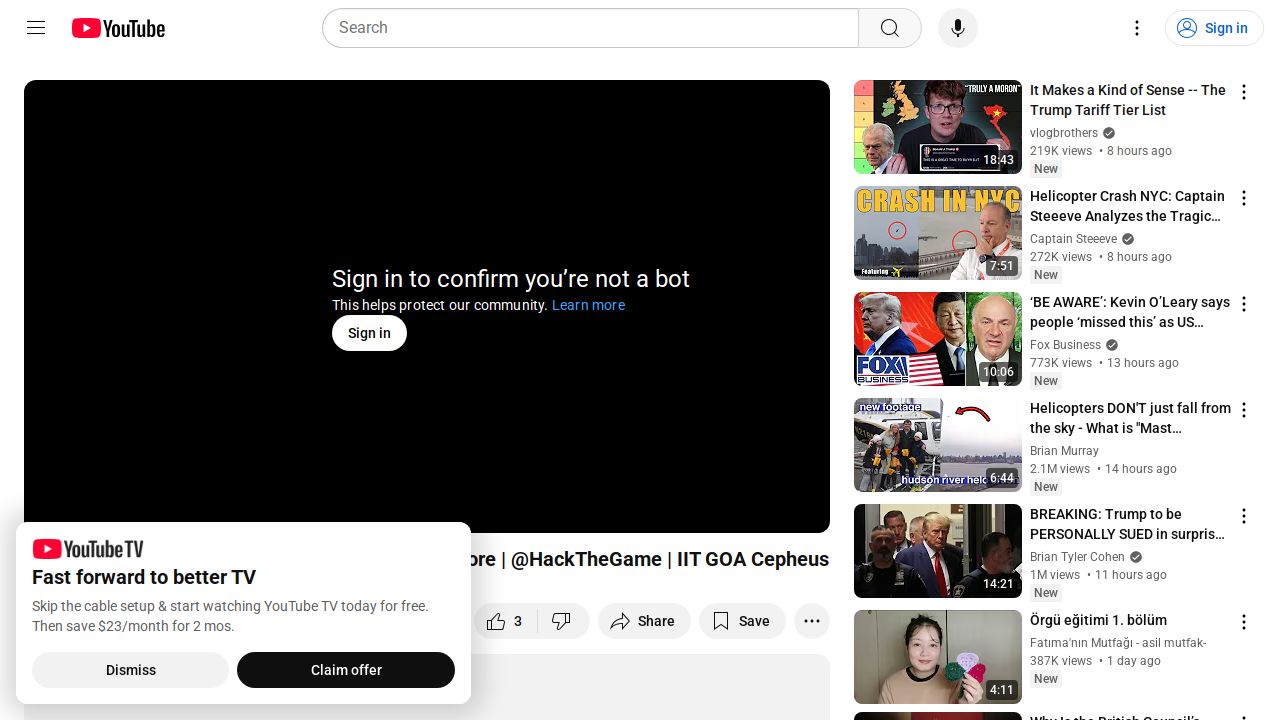 YouTube
Search
Sign in
Sign in to confirm you’re not a bot
This helps protect our community. Learn more
Sign in
ore | @HackTheGame | IIT GOA Cepheus
3
Share
Save
YouTube TV
Fast forward to better TV
Skip the cable setup & start watching YouTube TV today for free.
Then save $23/month for 2 mos.
Dismiss
Claim offer
"TRULY A MORON"
18:43
It Makes a Kind of Sense -- The
Trump Tariff Tier List
vlogbrothers
219K views • 8 hours ago
New
CRASH IN NYC
Featuring
7:51
Helicopter Crash NYC: Captain
Steeeve Analyzes the Tragic…
Captain Steeeve
272K views • 8 hours ago
New
FOX
BUSINESS
10:06
‘BE AWARE’: Kevin O’Leary says
people ‘missed this’ as US…
Fox Business
773K views • 13 hours ago
New
new footage
hudson river held
6:44
Helicopters DON'T just fall from
the sky - What is "Mast…
Brian Murray
2.1M views • 14 hours ago
New
14:21
BREAKING: Trump to be
PERSONALLY SUED in surpris…
Brian Tyler Cohen
1M views • 11 hours ago
New
4:11
Örgü eğitimi 1. bölüm
Fatıma'nın Mutfağı - asil mutfak-
387K views • 1 day ago
New
Why Is the British Council’s